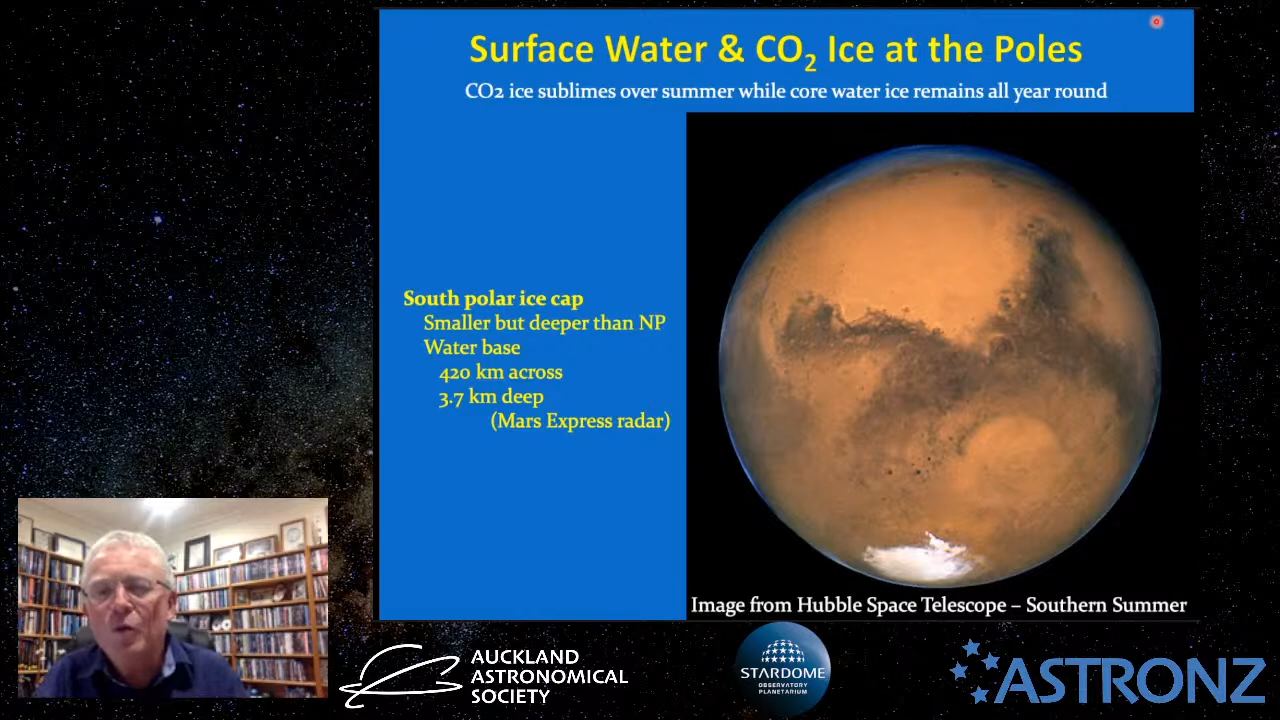 Surface Water & CO₂ Ice at the Poles
CO2 ice sublimes over summer while core water ice remains all year round
South polar ice cap
Smaller but deeper than NP
Water base
420 km across
3.7 km deep
(Mars Express radar)
Image from Hubble Space Telescope – Southern Summer
AUCKLAND
ASTRONOMICAL
SOCIETY
STARDOME
OBSERVATORY
PLANETARIUM
ASTRONZ